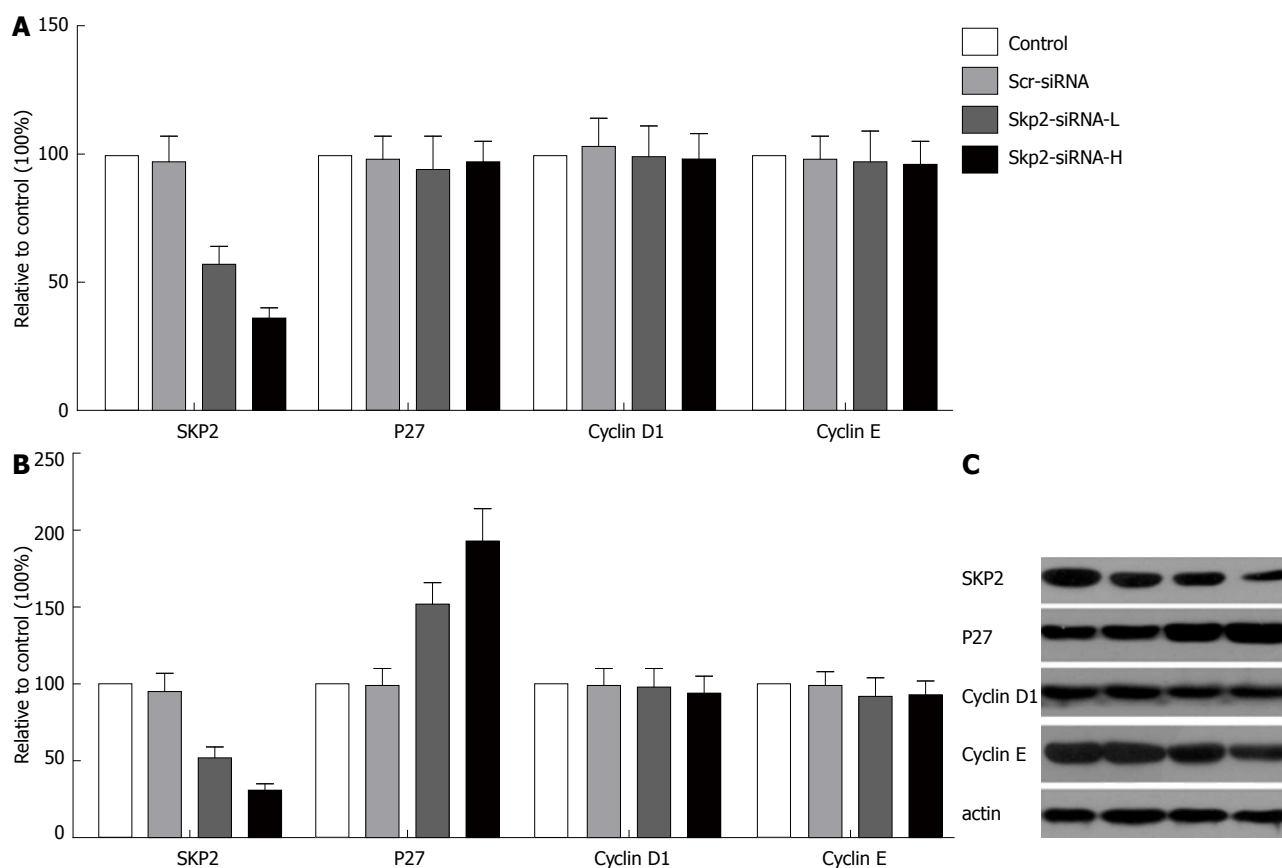 A
150
100
50
0
Relative to control (100%)
SKP2 P27 Cyclin D1 Cyclin E
Control
Scr-siRNA
Skp2-siRNA-L
Skp2-siRNA-H
B
250
200
150
100
50
0
Relative to control (100%)
SKP2 P27 Cyclin D1 Cyclin E
C
SKP2
P27
Cyclin D1
Cyclin E
actin